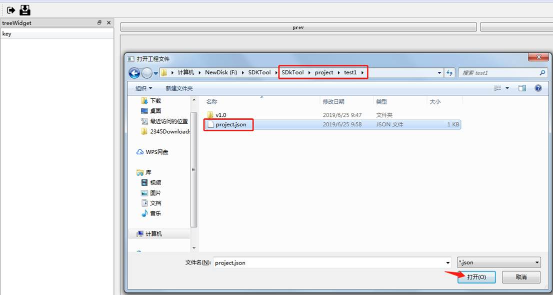 treeWidget
key
prev
打开工程文件
计算机 NewDisk (F:) SDKTool SDkTool project test1
搜索 test1
组织 新建文件夹
名称 修改日期 类型 大小
下载
桌面
最近访问的位置
2345Downloads
WPS网盘
库
视频
图片
文档
音乐
计算机
v1.0 2019/6/25 9:47 文件夹
project.json 2019/6/25 9:58 JSON 文件 1 KB
文件名(N): project.json
*.json
打开(O) 取消